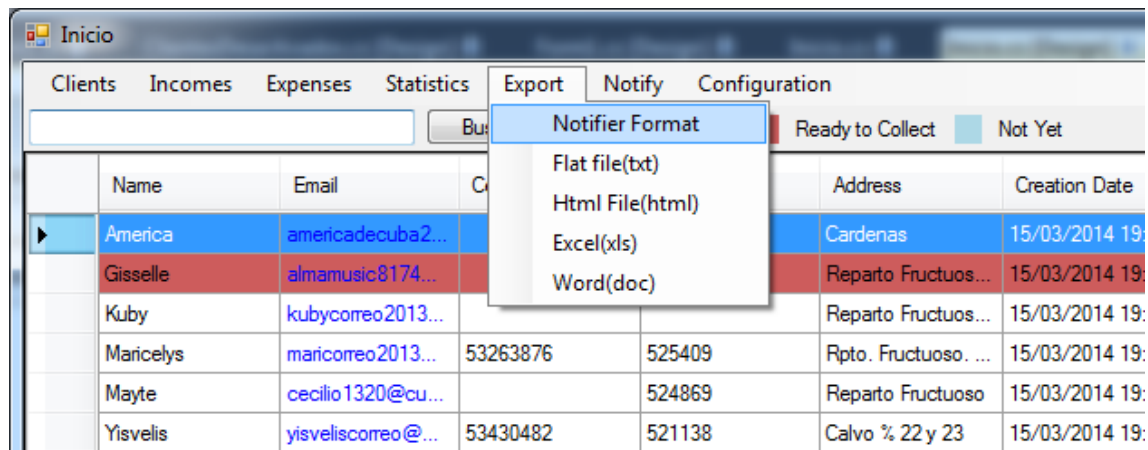 Inicio
Clients Incomes Expenses Statistics Export Notify Configuration
Notifier Format Ready to Collect Not Yet
Flat file(txt)
Html File(html)
Excel(xls)
Word(doc)
Name Email Address Creation Date
America americadecuba2... Cardenas 15/03/2014 19:
Gisselle almamusic8174... Reparto Fructuos... 15/03/2014 19:
Kuby kubycorreo2013... Reparto Fructuos... 15/03/2014 19:
Maricelys maricorreo2013... 53263876 525409 Rpto. Fructuoso. ... 15/03/2014 19:
Mayte cecilio1320@cu... 524869 Reparto Fructuoso 15/03/2014 19:
Yisvelis yisveliscorreo@... 53430482 521138 Calvo % 22 y 23 15/03/2014 19: